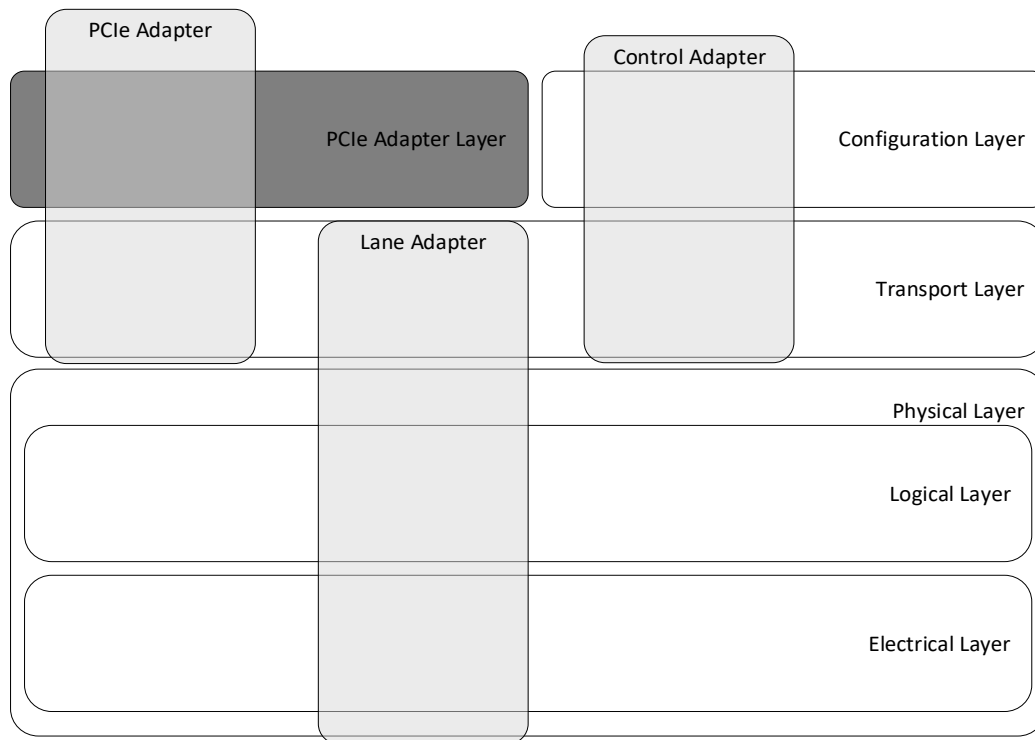 PCIe Adapter
Control Adapter
PCIe Adapter Layer
Configuration Layer
Lane Adapter
Transport Layer
Physical Layer
Logical Layer
Electrical Layer